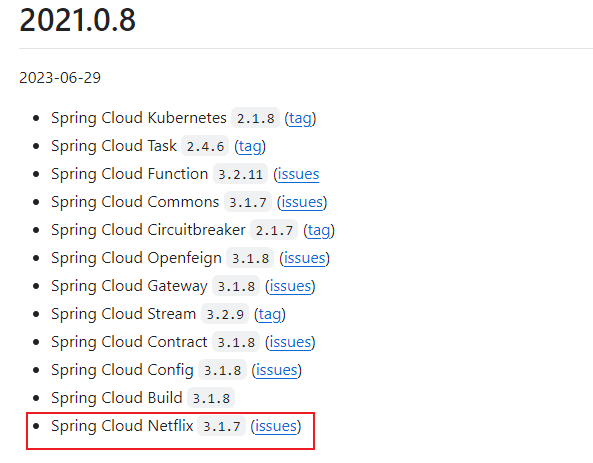 2021.0.8
2023-06-29
Spring Cloud Kubernetes 2.1.8 (tag)
Spring Cloud Task 2.4.6 (tag)
Spring Cloud Function 3.2.11 (issues
Spring Cloud Commons 3.1.7 (issues)
Spring Cloud Circuitbreaker 2.1.7 (tag)
Spring Cloud Openfeign 3.1.8 (issues)
Spring Cloud Gateway 3.1.8 (issues)
Spring Cloud Stream 3.2.9 (tag)
Spring Cloud Contract 3.1.8 (issues)
Spring Cloud Config 3.1.8 (issues)
Spring Cloud Build 3.1.8
Spring Cloud Netflix 3.1.7 (issues)